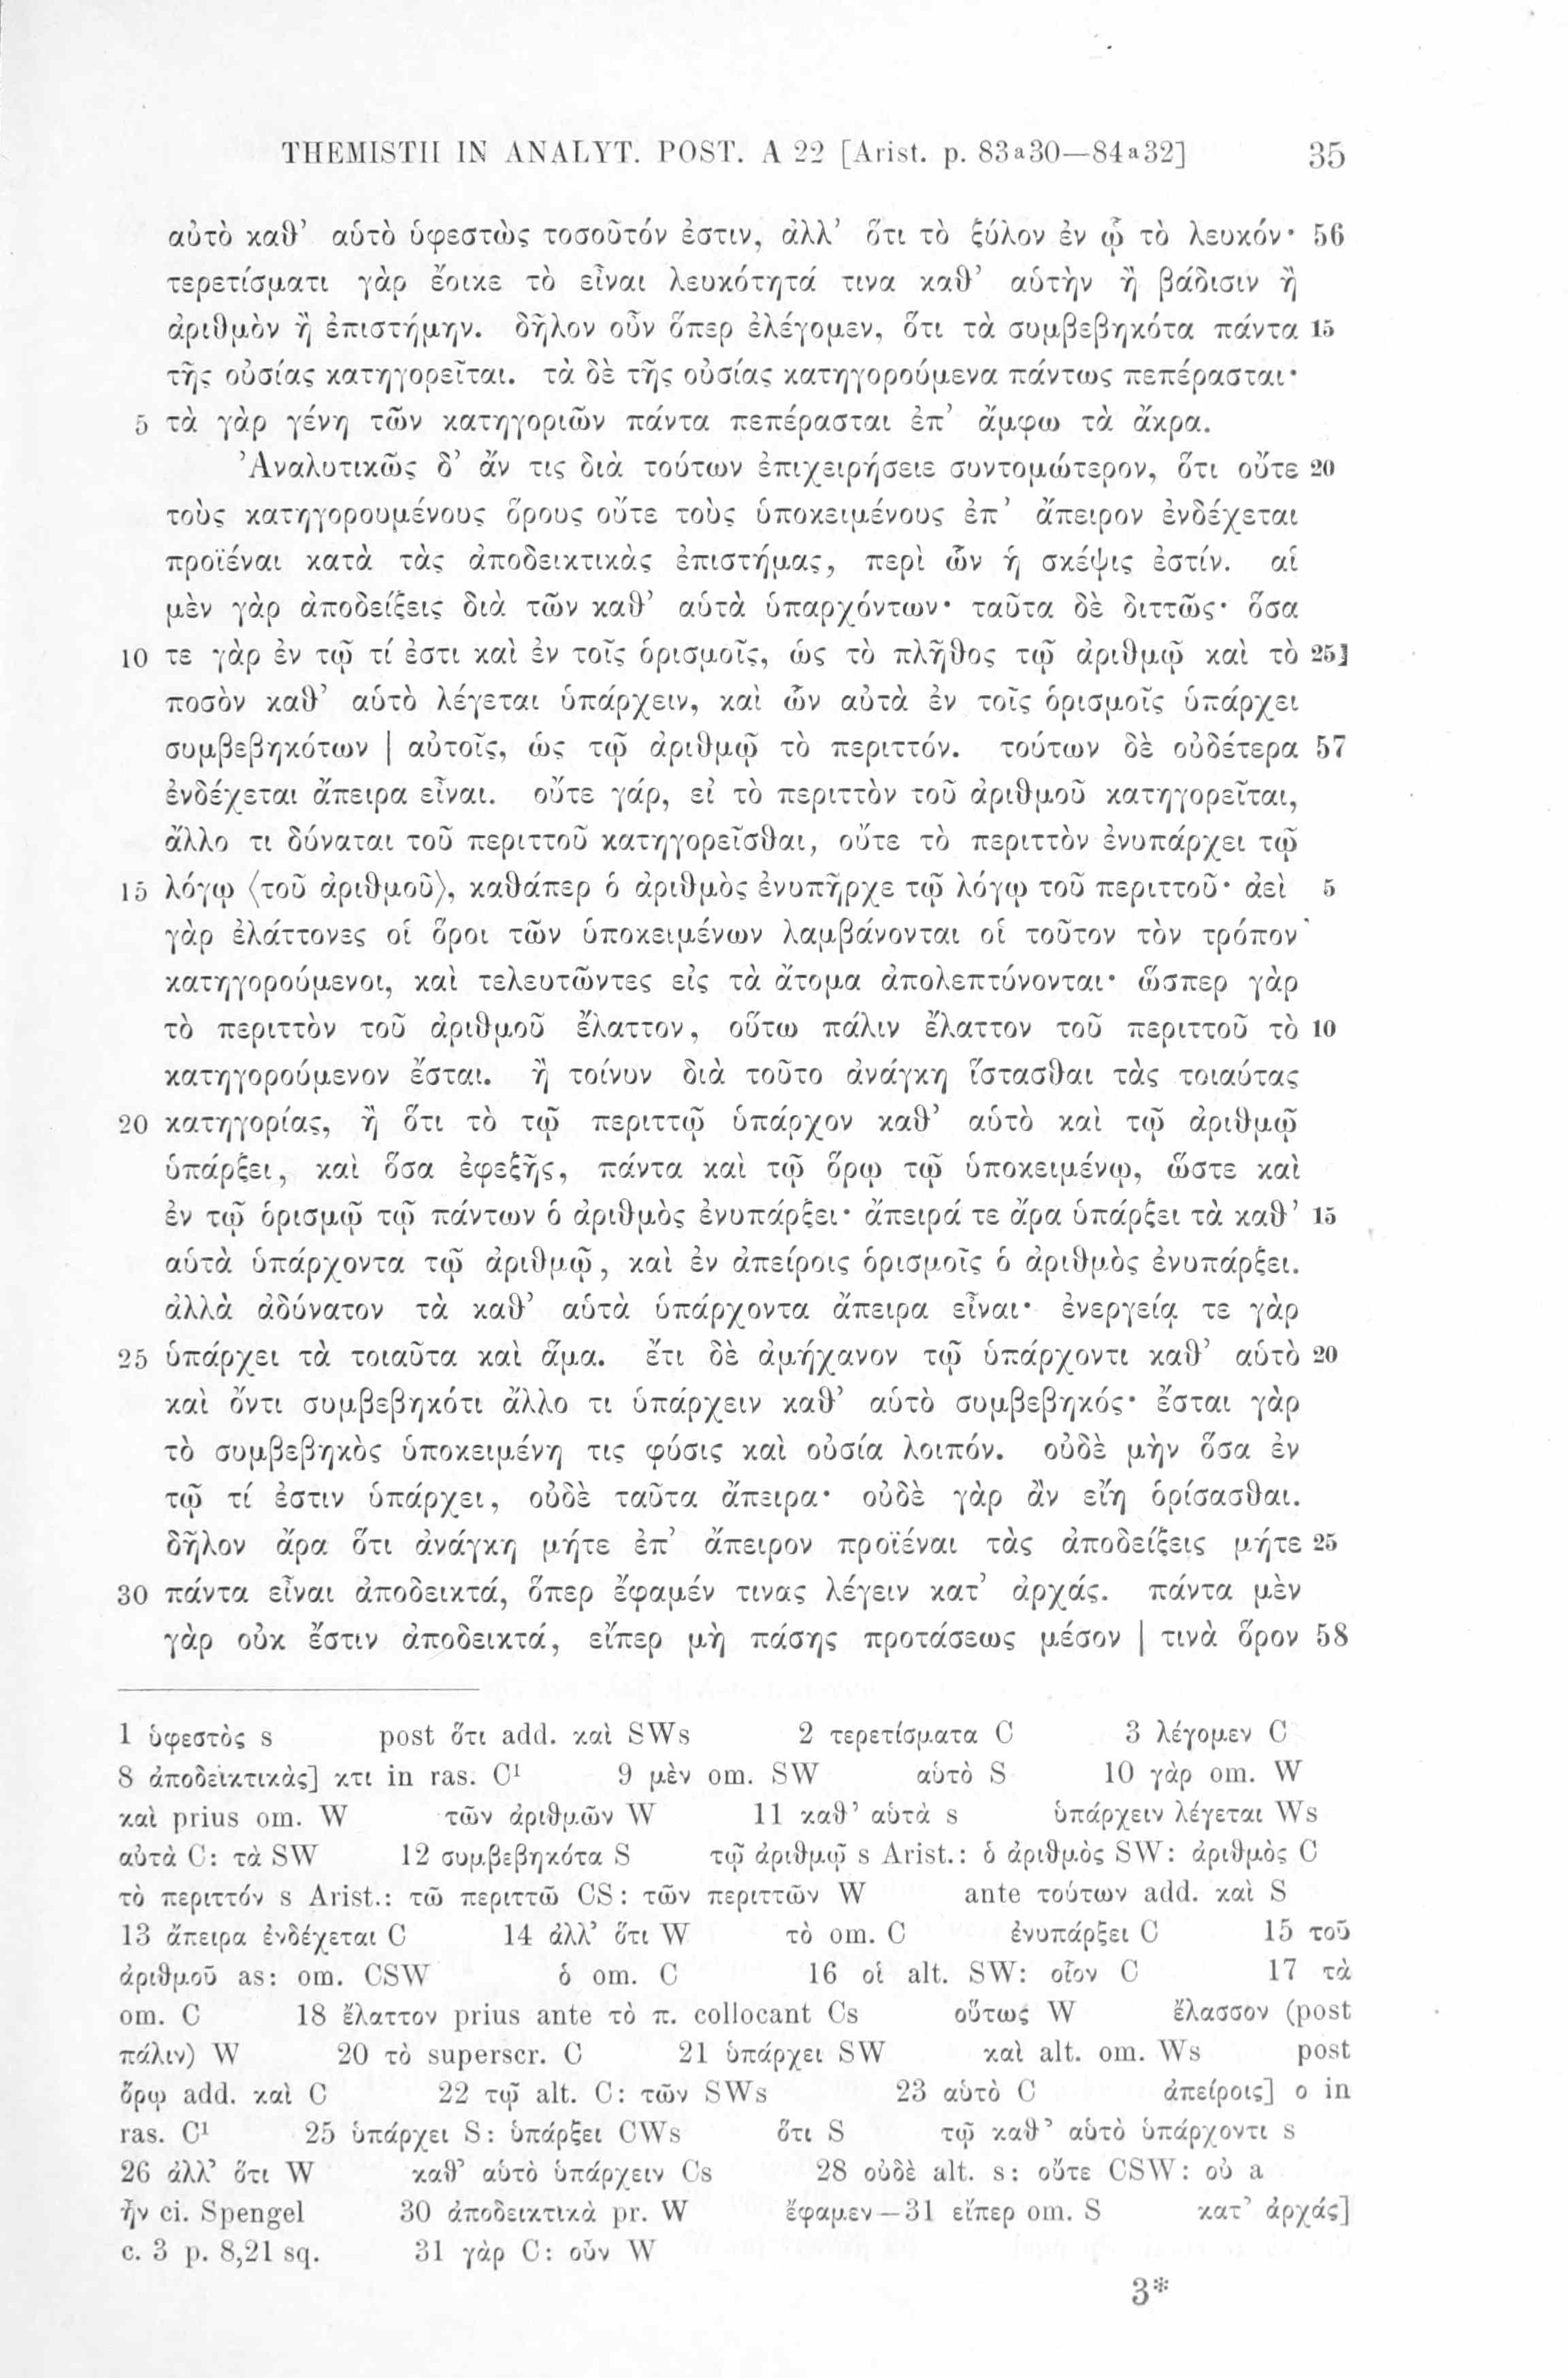 THEMISTII IN ANALYT. POST. A 22 [Arist. p. 83a30—84a32] 35
αὐτὸ καθ’ αὑτὸ ὑφεστὼς τοσοῦτόν ἐστιν, ἀλλ’ ὅτι τὸ ξύλον ἐν ᾧ τὸ λευκόν· 56
τερετίσματι γὰρ ἔοικε τὸ εἶναι λευκότητά τινα καθ’ αὑτὴν ἢ βάδισιν ἢ
ἀριθμὸν ἢ ἐπιστήμην. δῆλον οὖν ὅπερ ἐλέγομεν, ὅτι τὰ συμβεβηκότα πάντα 15
τῆς οὐσίας κατηγορεῖται. τὰ δὲ τῆς οὐσίας κατηγορούμενα πάντως πεπέρασται·
5 τὰ γὰρ γένη τῶν κατηγοριῶν πάντα πεπέρασται ἐπ’ ἄμφω τὰ ἄκρα.
Ἀναλυτικῶς δ’ ἄν τις διὰ τούτων ἐπιχειρήσειε συντομώτερον, ὅτι οὔτε 20
τοὺς κατηγορουμένους ὅρους οὔτε τοὺς ὑποκειμένους ἐπ’ ἄπειρον ἐνδέχεται
προϊέναι κατὰ τὰς ἀποδεικτικὰς ἐπιστήμας, περὶ ὧν ἡ σκέψις ἐστίν. αἱ
μὲν γὰρ ἀποδείξεις διὰ τῶν καθ’ αὑτὰ ὑπαρχόντων· ταῦτα δὲ διττῶς· ὅσα
10 τε γὰρ ἐν τῷ τί ἐστι καὶ ἐν τοῖς ὁρισμοῖς, ὡς τὸ πλῆθος τῷ ἀριθμῷ καὶ τὸ 25]
ποσὸν καθ’ αὑτὸ λέγεται ὑπάρχειν, καὶ ὧν αὐτὰ ἐν τοῖς ὁρισμοῖς ὑπάρχει
συμβεβηκότων | αὐτοῖς, ὡς τῷ ἀριθμῷ τὸ περιττόν. τούτων δὲ οὐδέτερα 57
ἐνδέχεται ἄπειρα εἶναι. οὔτε γάρ, εἰ τὸ περιττὸν τοῦ ἀριθμοῦ κατηγορεῖται,
ἄλλο τι δύναται τοῦ περιττοῦ κατηγορεῖσθαι, οὔτε τὸ περιττὸν ἐνυπάρχει τῷ
15 λόγῳ ⟨τοῦ ἀριθμοῦ⟩, καθάπερ ὁ ἀριθμὸς ἐνυπῆρχε τῷ λόγῳ τοῦ περιττοῦ· ἀεὶ 5
γὰρ ἐλάττονες οἱ ὅροι τῶν ὑποκειμένων λαμβάνονται οἱ τοῦτον τὸν τρόπον
κατηγορούμενοι, καὶ τελευτῶντες εἰς τὰ ἄτομα ἀπολεπτύνονται· ὥσπερ γὰρ
τὸ περιττὸν τοῦ ἀριθμοῦ ἔλαττον, οὕτω πάλιν ἔλαττον τοῦ περιττοῦ τὸ 10
κατηγορούμενον ἔσται. ἢ τοίνυν διὰ τοῦτο ἀνάγκη ἵστασθαι τὰς τοιαύτας
20 κατηγορίας, ἢ ὅτι τὸ τῷ περιττῷ ὑπάρχον καθ’ αὑτὸ καὶ τῷ ἀριθμῷ
ὑπάρξει, καὶ ὅσα ἐφεξῆς, πάντα καὶ τῷ ὅρῳ τῷ ὑποκειμένῳ, ὥστε καὶ
ἐν τῷ ὁρισμῷ τῷ πάντων ὁ ἀριθμὸς ἐνυπάρξει· ἄπειρά τε ἄρα ὑπάρξει τὰ καθ’ 15
αὑτὰ ὑπάρχοντα τῷ ἀριθμῷ, καὶ ἐν ἀπείροις ὁρισμοῖς ὁ ἀριθμὸς ἐνυπάρξει.
ἀλλὰ ἀδύνατον τὰ καθ’ αὑτὰ ὑπάρχοντα ἄπειρα εἶναι· ἐνεργείᾳ τε γὰρ
25 ὑπάρχει τὰ τοιαῦτα καὶ ἅμα. ἔτι δὲ ἀμήχανον τῷ ὑπάρχοντι καθ’ αὑτὸ 20
καὶ ὄντι συμβεβηκότι ἄλλο τι ὑπάρχειν καθ’ αὑτὸ συμβεβηκός· ἔσται γὰρ
τὸ συμβεβηκὸς ὑποκειμένη τις φύσις καὶ οὐσία λοιπόν. οὐδὲ μὴν ὅσα ἐν
τῷ τί ἐστιν ὑπάρχει, οὐδὲ ταῦτα ἄπειρα· οὐδὲ γὰρ ἂν εἴη ὁρίσασθαι.
δῆλον ἄρα ὅτι ἀνάγκη μήτε ἐπ’ ἄπειρον προϊέναι τὰς ἀποδείξεις μήτε 25
30 πάντα εἶναι ἀποδεικτά, ὅπερ ἔφαμέν τινας λέγειν κατ’ ἀρχάς. πάντα μὲν
γὰρ οὐκ ἔστιν ἀποδεικτά, εἴπερ μὴ πάσης προτάσεως μέσον | τινὰ ὅρον 58
1 ὑφεστὸς s post ὅτι add. καὶ SWs 2 τερετίσματα C 3 λέγομεν C
8 ἀποδεικτικὰς] κτι in ras. C¹ 9 μὲν om. SW αὑτὸ S 10 γὰρ om. W
καὶ prius om. W τῶν ἀριθμῶν W 11 καθ’ αὑτὰ s ὑπάρχειν λέγεται Ws
αὐτὰ C: τὰ SW 12 συμβεβηκότα S τῷ ἀριθμῷ s Arist.: ὁ ἀριθμὸς SW: ἀριθμὸς C
τὸ περιττόν s Arist.: τῶ περιττῶ CS: τῶν περιττῶν W ante τούτων add. καὶ S
13 ἄπειρα ἐνδέχεται C 14 ἀλλ’ ὅτι W τὸ om. C ἐνυπάρξει C 15 τοῦ
ἀριθμοῦ as: om. CSW ὁ om. C 16 οἱ alt. SW: οἷον C 17 τὰ
om. C 18 ἔλαττον prius ante τὸ π. collocant Cs οὕτως W ἔλασσον (post
πάλιν) W 20 τὸ superscr. C 21 ὑπάρχει SW καὶ alt. om. Ws post
ὅρῳ add. καὶ C 22 τῷ alt. C: τῶν SWs 23 αὑτὸ C ἀπείροις] ο in
ras. C¹ 25 ὑπάρχει S: ὑπάρξει CWs ὅτι S τῷ καθ’ αὑτὸ ὑπάρχοντι s
26 ἀλλ’ ὅτι W καθ’ αὑτὸ ὑπάρχειν Cs 28 οὐδὲ alt. s: οὔτε CSW: οὐ a
ἦν ci. Spengel 30 ἀποδεικτικὰ pr. W ἔφαμεν—31 εἴπερ om. S κατ’ ἀρχάς]
c. 3 p. 8,21 sq. 31 γὰρ C: οὖν W
3*